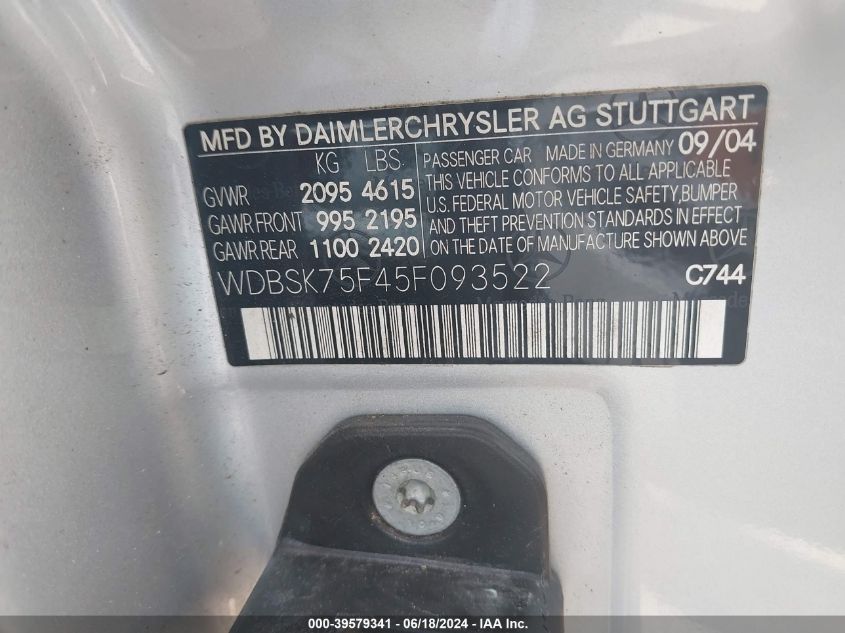 MFD BY DAIMLERCHRYSLER AG STUTTGART
KG LBS.
GVWR 2095 4615
GAWR FRONT 995 2195
GAWR REAR 1100 2420
PASSENGER CAR MADE IN GERMANY 09/04
THIS VEHICLE CONFORMS TO ALL APPLICABLE
U.S. FEDERAL MOTOR VEHICLE SAFETY, BUMPER
AND THEFT PREVENTION STANDARDS IN EFFECT
ON THE DATE OF MANUFACTURE SHOWN ABOVE
WDBSK75F45F093522 C744
000-39579341 / 06/18/2024 - IAA Inc.